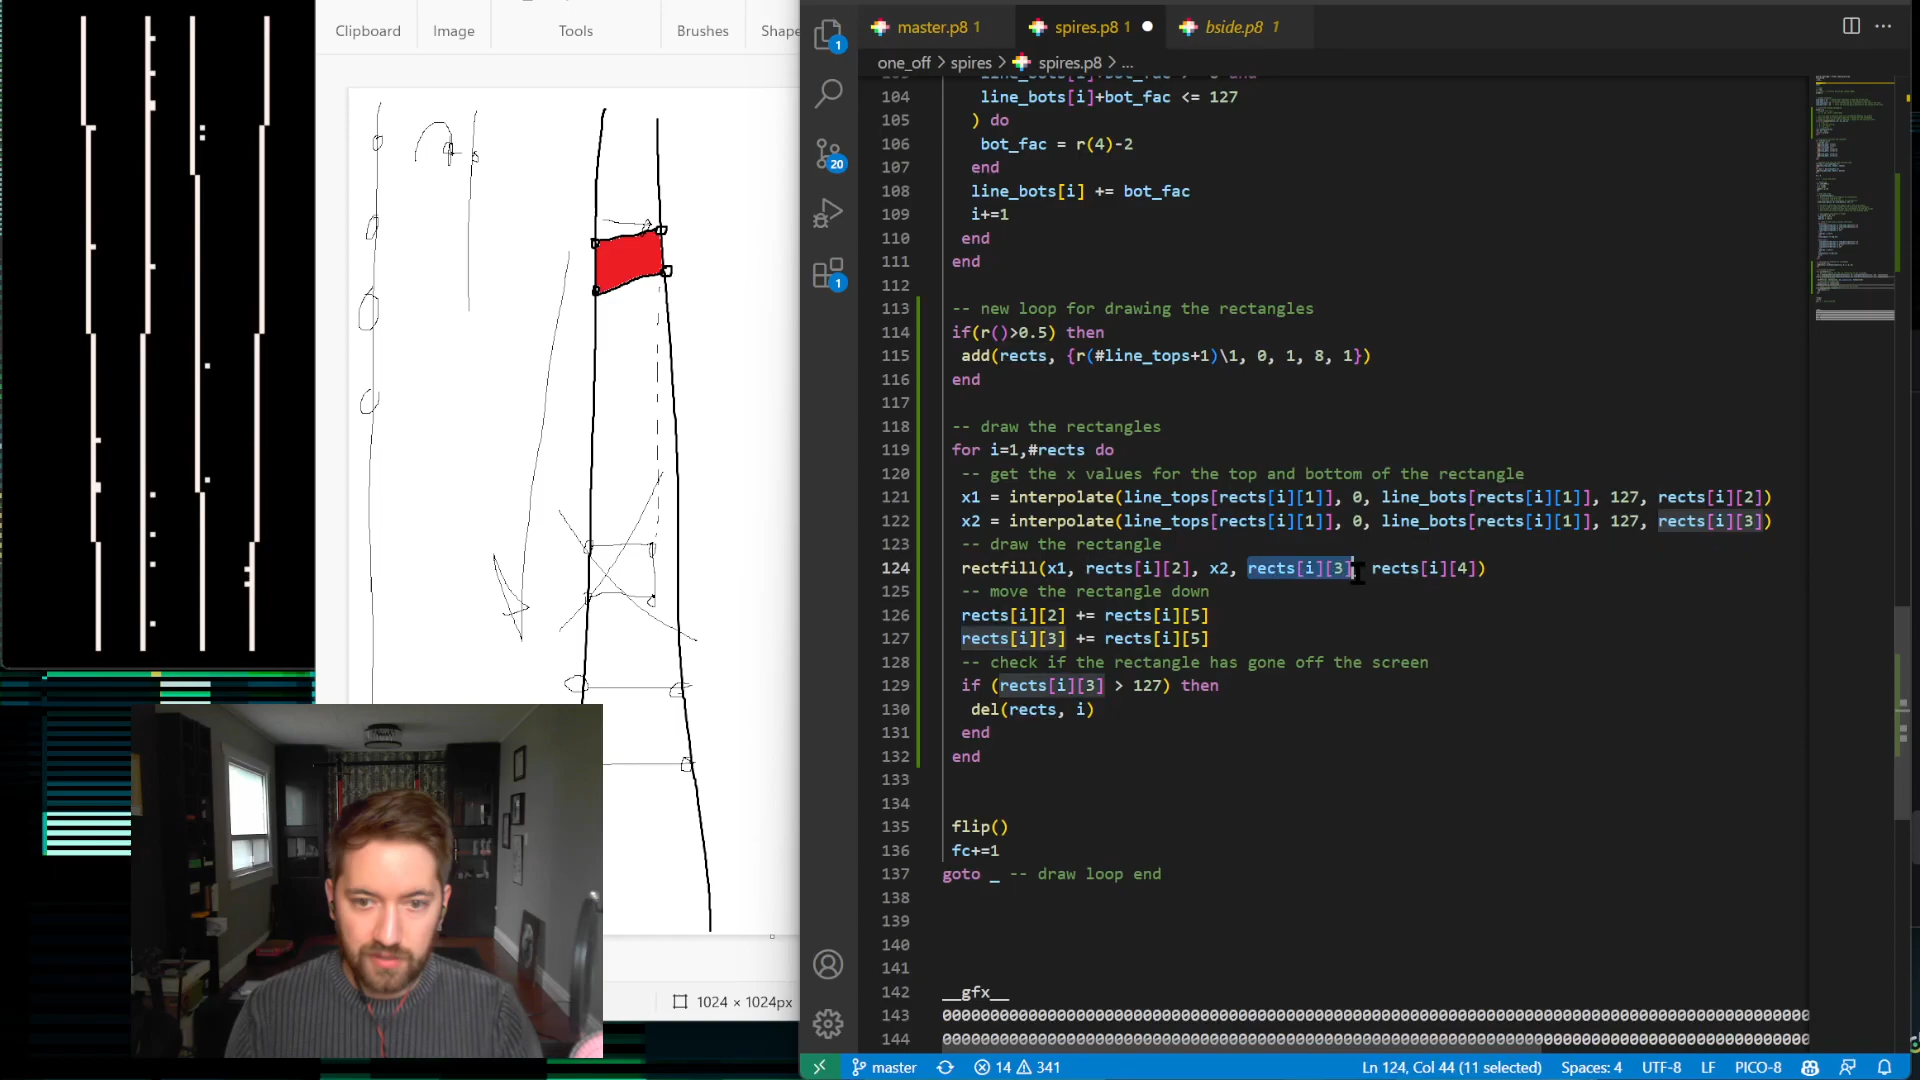 Clipboard
Image
Tools
Brushes
Shape
1024 × 1024px
1
20
1
master.p8 1
spires.p8 1
bside.p8 1
one_off > spires > spires.p8 > ...
104 line_bots[i]+bot_fac <= 127
105 ) do
106 bot_fac = r(4)-2
107 end
108 line_bots[i] += bot_fac
109 i+=1
110 end
111 end
112
113 -- new loop for drawing the rectangles
114 if(r()>0.5) then
115 add(rects, {r(#line_tops+1)\1, 0, 1, 8, 1})
116 end
117
118 -- draw the rectangles
119 for i=1,#rects do
120 -- get the x values for the top and bottom of the rectangle
121 x1 = interpolate(line_tops[rects[i][1]], 0, line_bots[rects[i][1]], 127, rects[i][2])
122 x2 = interpolate(line_tops[rects[i][1]], 0, line_bots[rects[i][1]], 127, rects[i][3])
123 -- draw the rectangle
124 rectfill(x1, rects[i][2], x2, rects[i][3], rects[i][4])
125 -- move the rectangle down
126 rects[i][2] += rects[i][5]
127 rects[i][3] += rects[i][5]
128 -- check if the rectangle has gone off the screen
129 if (rects[i][3] > 127) then
130 del(rects, i)
131 end
132 end
133
134
135 flip()
136 fc+=1
137 goto _ -- draw loop end
138
139
140
141
142 __gfx__
143
144
master
14 341
Ln 124, Col 44 (11 selected)
Spaces: 4
UTF-8
LF
PICO-8